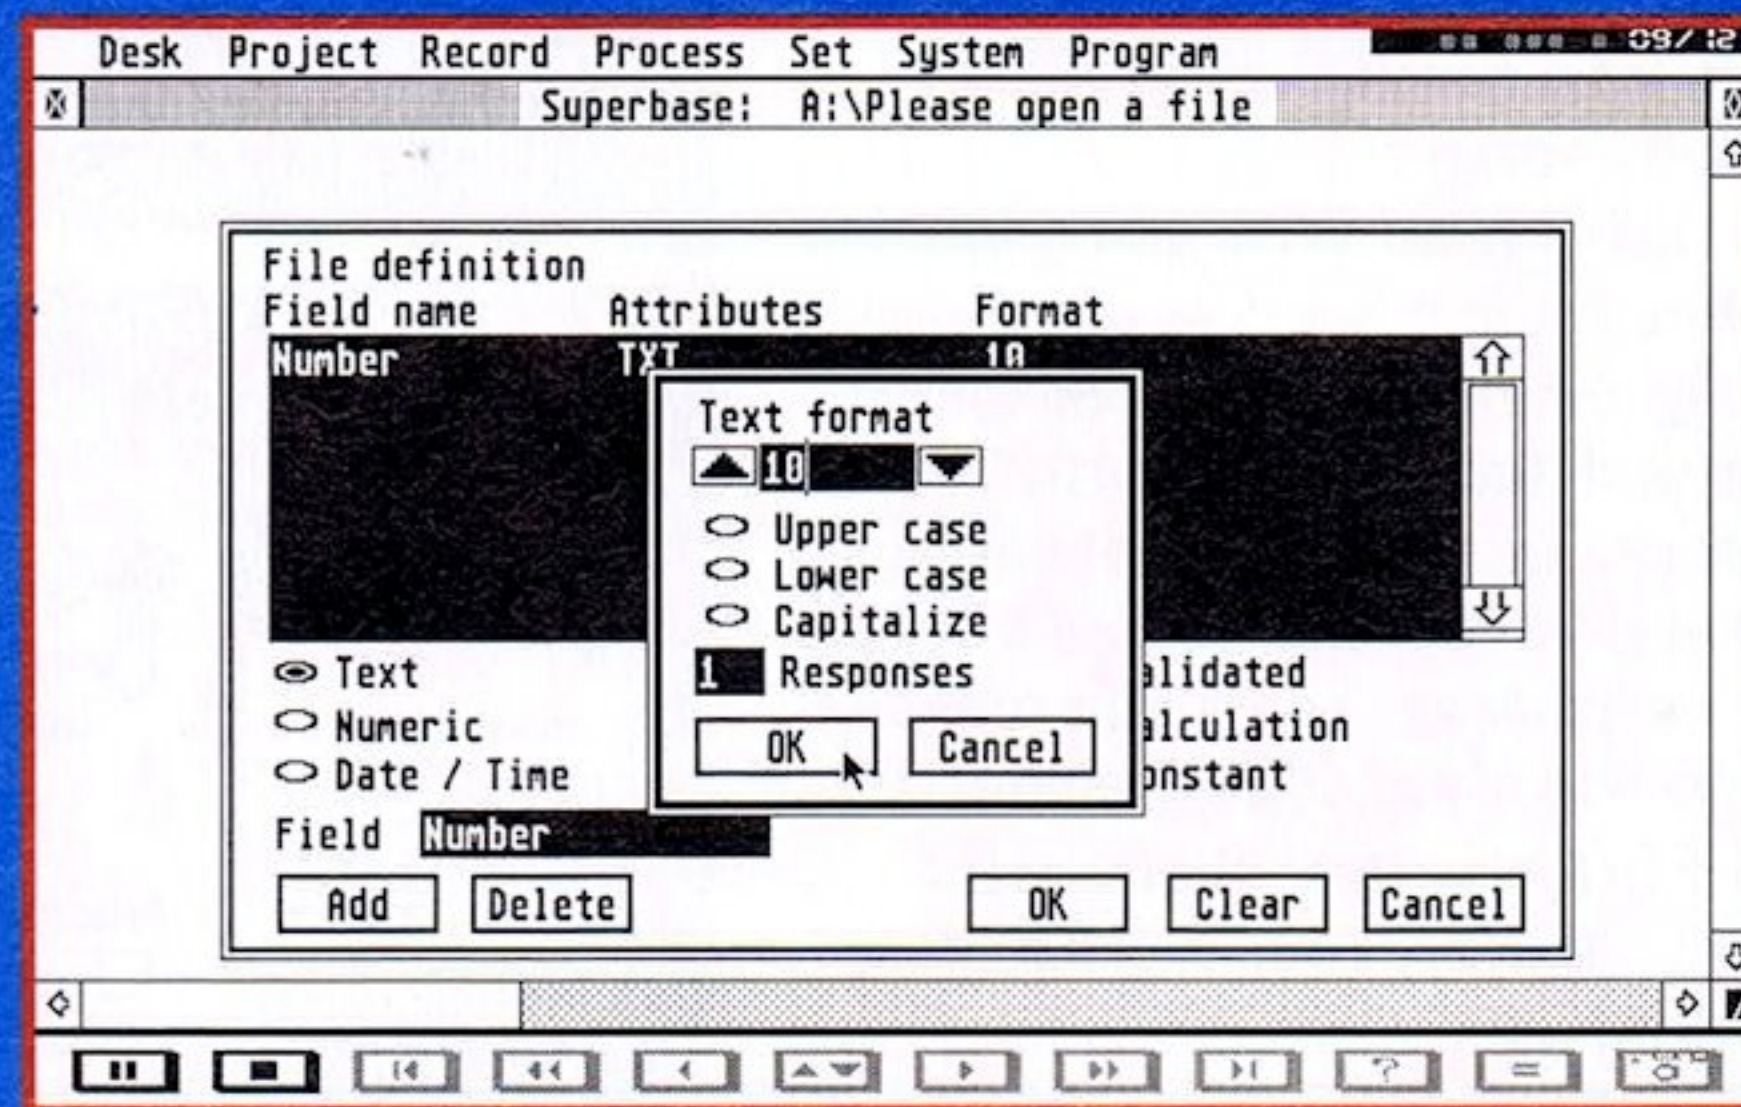 Desk Project Record Process Set System Program 09/12
Superbase: A:\Please open a file
File definition
Field name Attributes Format
Number TXT 10
Text format
10
Upper case
Lower case
Capitalize
1 Responses
OK Cancel
Text alidated
Numeric alculation
Date / Time onstant
Field Number
Add Delete OK Clear Cancel